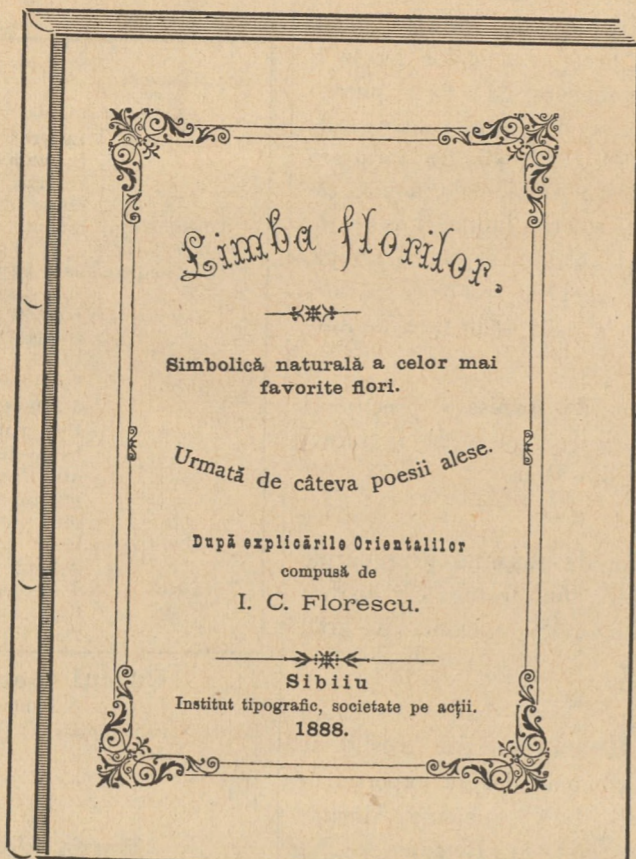 Limba florilor.
Simbolică naturală a celor mai
favorite flori.
Urmată de câteva poesii alese.
După explicările Orientalilor
compusă de
I. C. Florescu.
Sibiiu
Institut tipografic, societate pe acții.
1888.